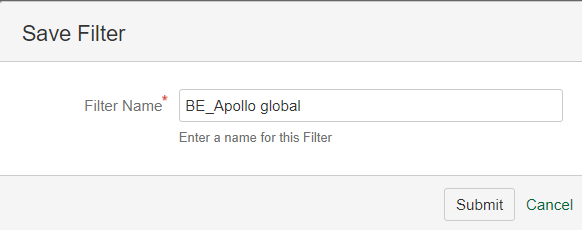 Save Filter
Filter Name*
BE_Apollo global
Enter a name for this Filter
Submit Cancel